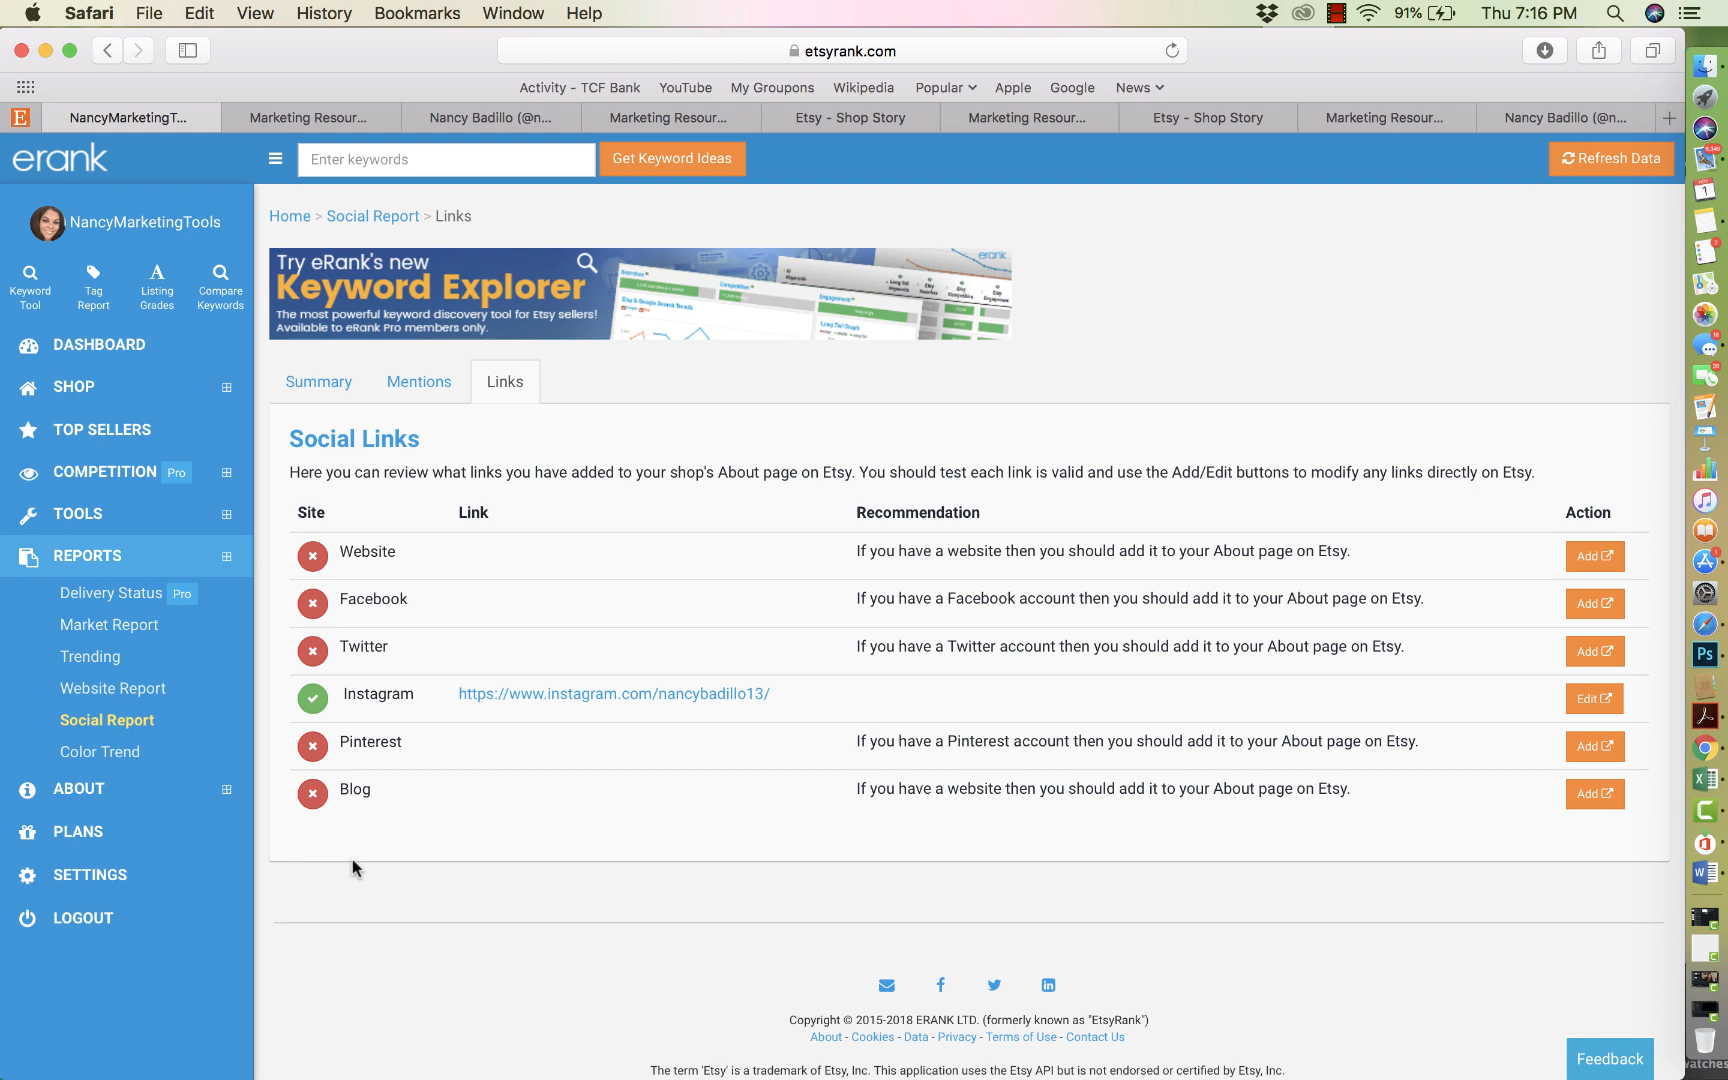 Safari File Edit View History Bookmarks Window Help 91% Thu 7:16 PM
etsyrank.com
Activity - TCF Bank YouTube My Groupons Wikipedia Popular Apple Google News
E NancyMarketingT... Marketing Resour... Nancy Badillo (@n... Marketing Resour... Etsy - Shop Story Marketing Resour... Etsy - Shop Story Marketing Resour... Nancy Badillo (@n...
erank Enter keywords Get Keyword Ideas Refresh Data
NancyMarketingTools
Keyword Tool
Tag Report
Listing Grades
Compare Keywords
DASHBOARD
SHOP
TOP SELLERS
COMPETITION Pro
TOOLS
REPORTS
Delivery Status Pro
Market Report
Trending
Website Report
Social Report
Color Trend
ABOUT
PLANS
SETTINGS
LOGOUT
Home > Social Report > Links
Try eRank's new
Keyword Explorer
The most powerful keyword discovery tool for Etsy sellers!
Available to eRank Pro members only.
erank
Summary Mentions Links
Social Links
Here you can review what links you have added to your shop's About page on Etsy. You should test each link is valid and use the Add/Edit buttons to modify any links directly on Etsy.
Site Link Recommendation Action
Website If you have a website then you should add it to your About page on Etsy. Add
Facebook If you have a Facebook account then you should add it to your About page on Etsy. Add
Twitter If you have a Twitter account then you should add it to your About page on Etsy. Add
Instagram https://www.instagram.com/nancybadillo13/ Edit
Pinterest If you have a Pinterest account then you should add it to your About page on Etsy. Add
Blog If you have a website then you should add it to your About page on Etsy. Add
Copyright © 2015-2018 ERANK LTD. (formerly known as "EtsyRank")
About - Cookies - Data - Privacy - Terms of Use - Contact Us
The term 'Etsy' is a trademark of Etsy, Inc. This application uses the Etsy API but is not endorsed or certified by Etsy, Inc.
Feedback
Ps